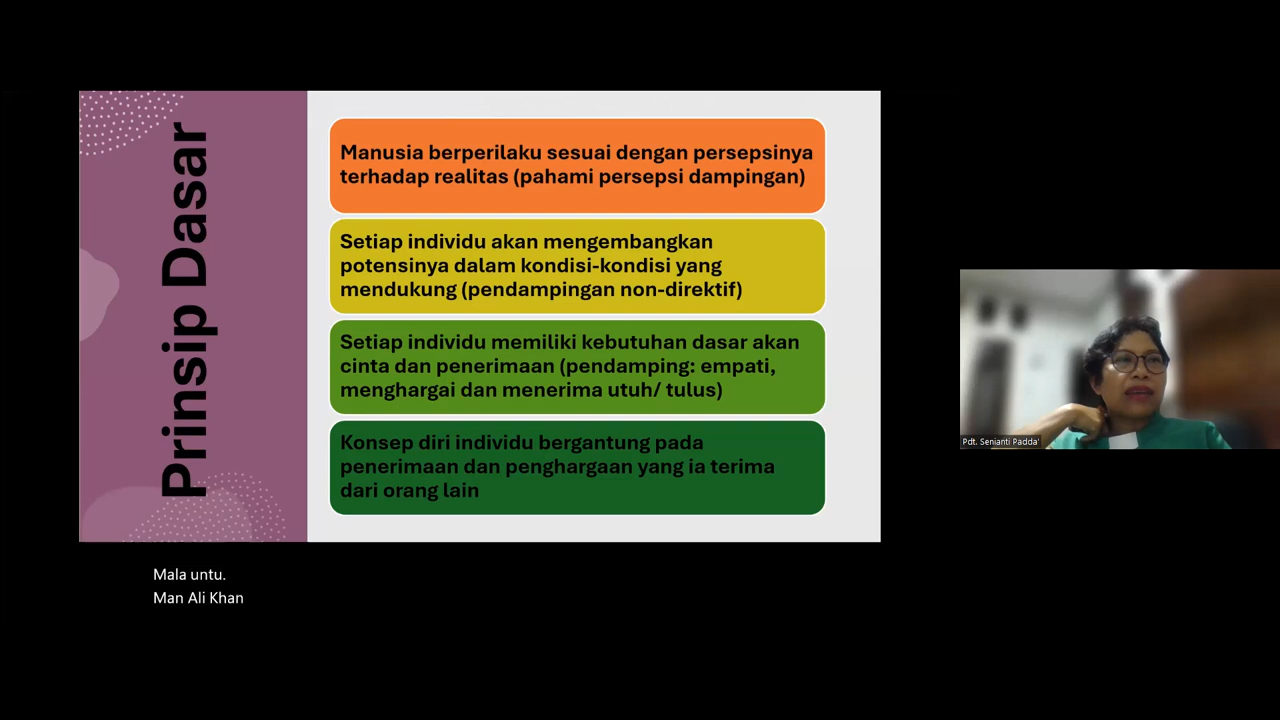 Prinsip Dasar
Manusia berperilaku sesuai dengan persepsinya
terhadap realitas (pahami persepsi dampingan)
Setiap individu akan mengembangkan
potensinya dalam kondisi-kondisi yang
mendukung (pendampingan non-direktif)
Setiap individu memiliki kebutuhan dasar akan
cinta dan penerimaan (pendamping: empati,
menghargai dan menerima utuh/ tulus)
Konsep diri individu bergantung pada
penerimaan dan penghargaan yang ia terima
dari orang lain
Mala untu.
Man Ali Khan
Pdt. Senianti Padda'